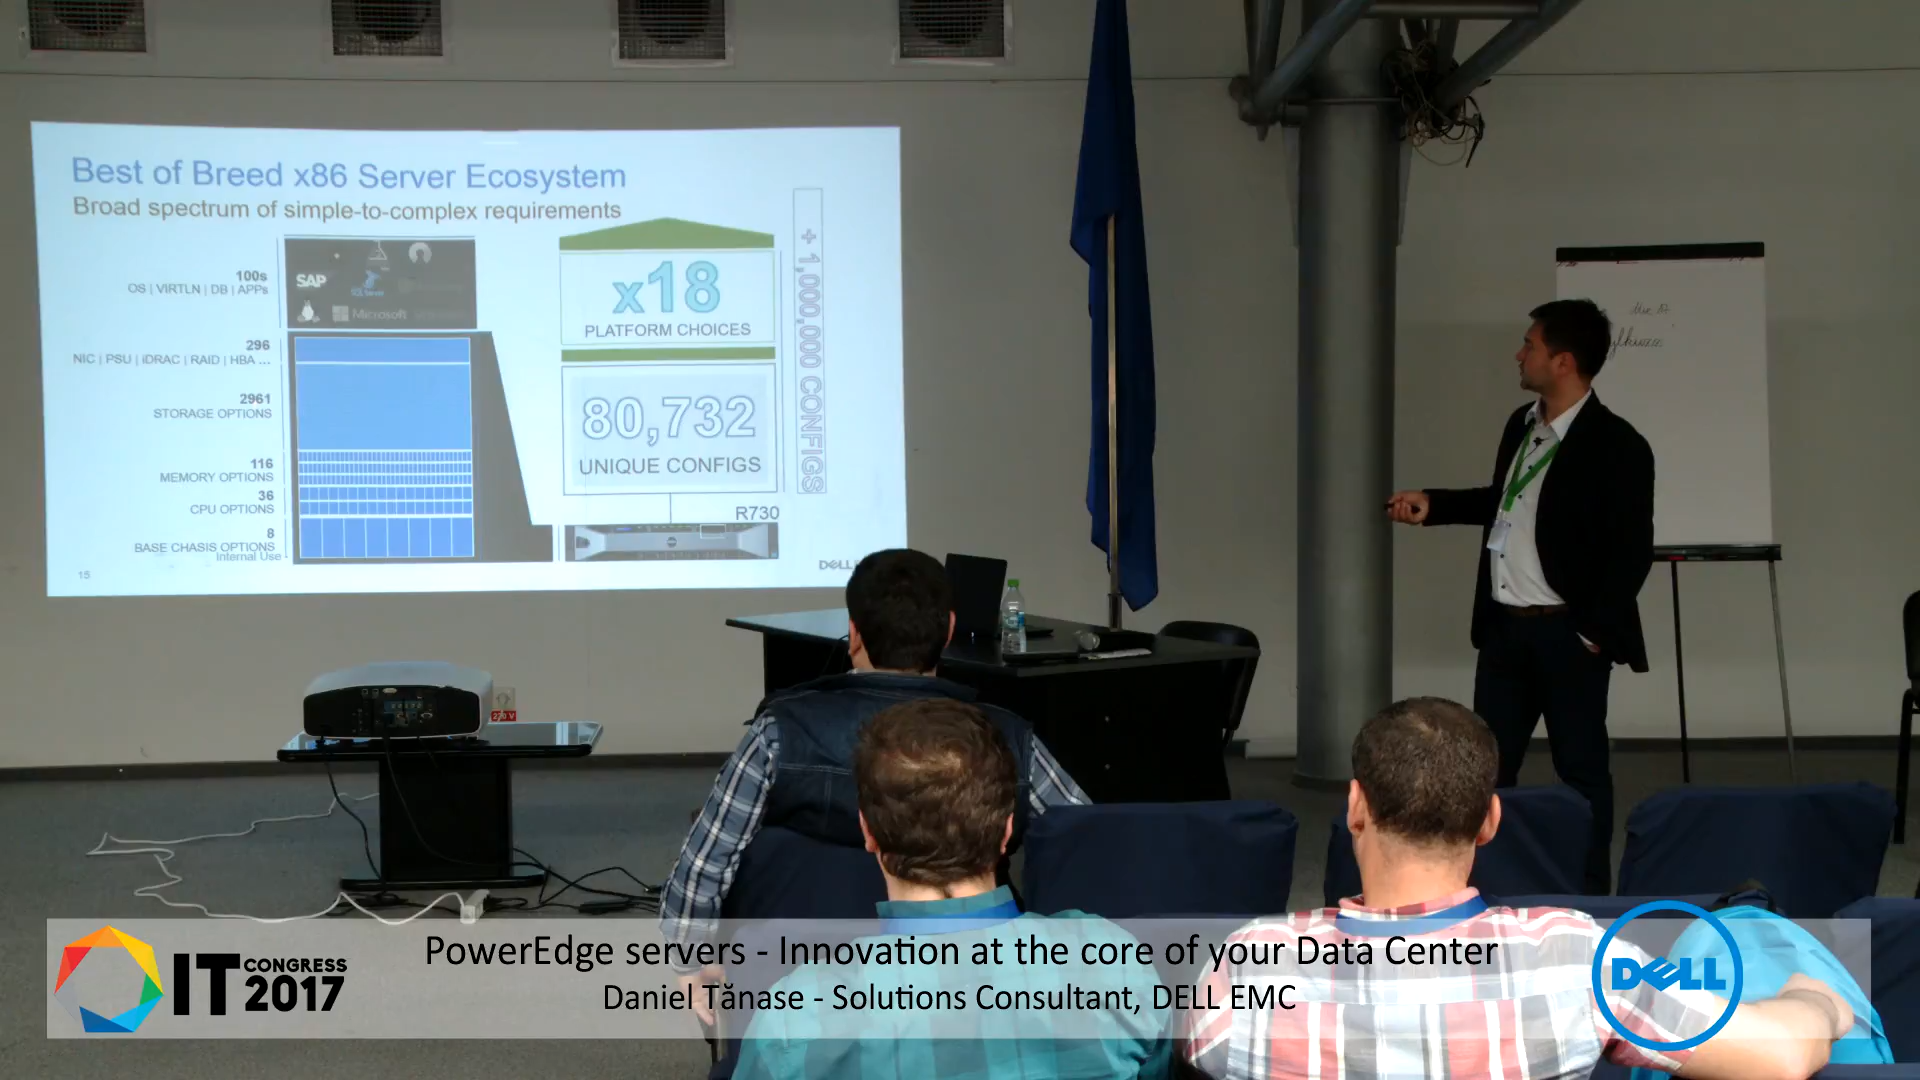 Best of Breed x86 Server Ecosystem
Broad spectrum of simple-to-complex requirements
100s
OS | VIRTLN | DB | APPs
296
NIC | PSU | iDRAC | RAID | HBA ...
2961
STORAGE OPTIONS
116
MEMORY OPTIONS
36
CPU OPTIONS
8
BASE CHASIS OPTIONS
Internal Use
15
SAP
SQL Server
Microsoft
x18
PLATFORM CHOICES
80,732
UNIQUE CONFIGS
R730
+ 1,000,000 CONFIGS
DELL
220 V
IT CONGRESS
2017
PowerEdge servers - Innovation at the core of your Data Center
Daniel Tănase - Solutions Consultant, DELL EMC
DELL